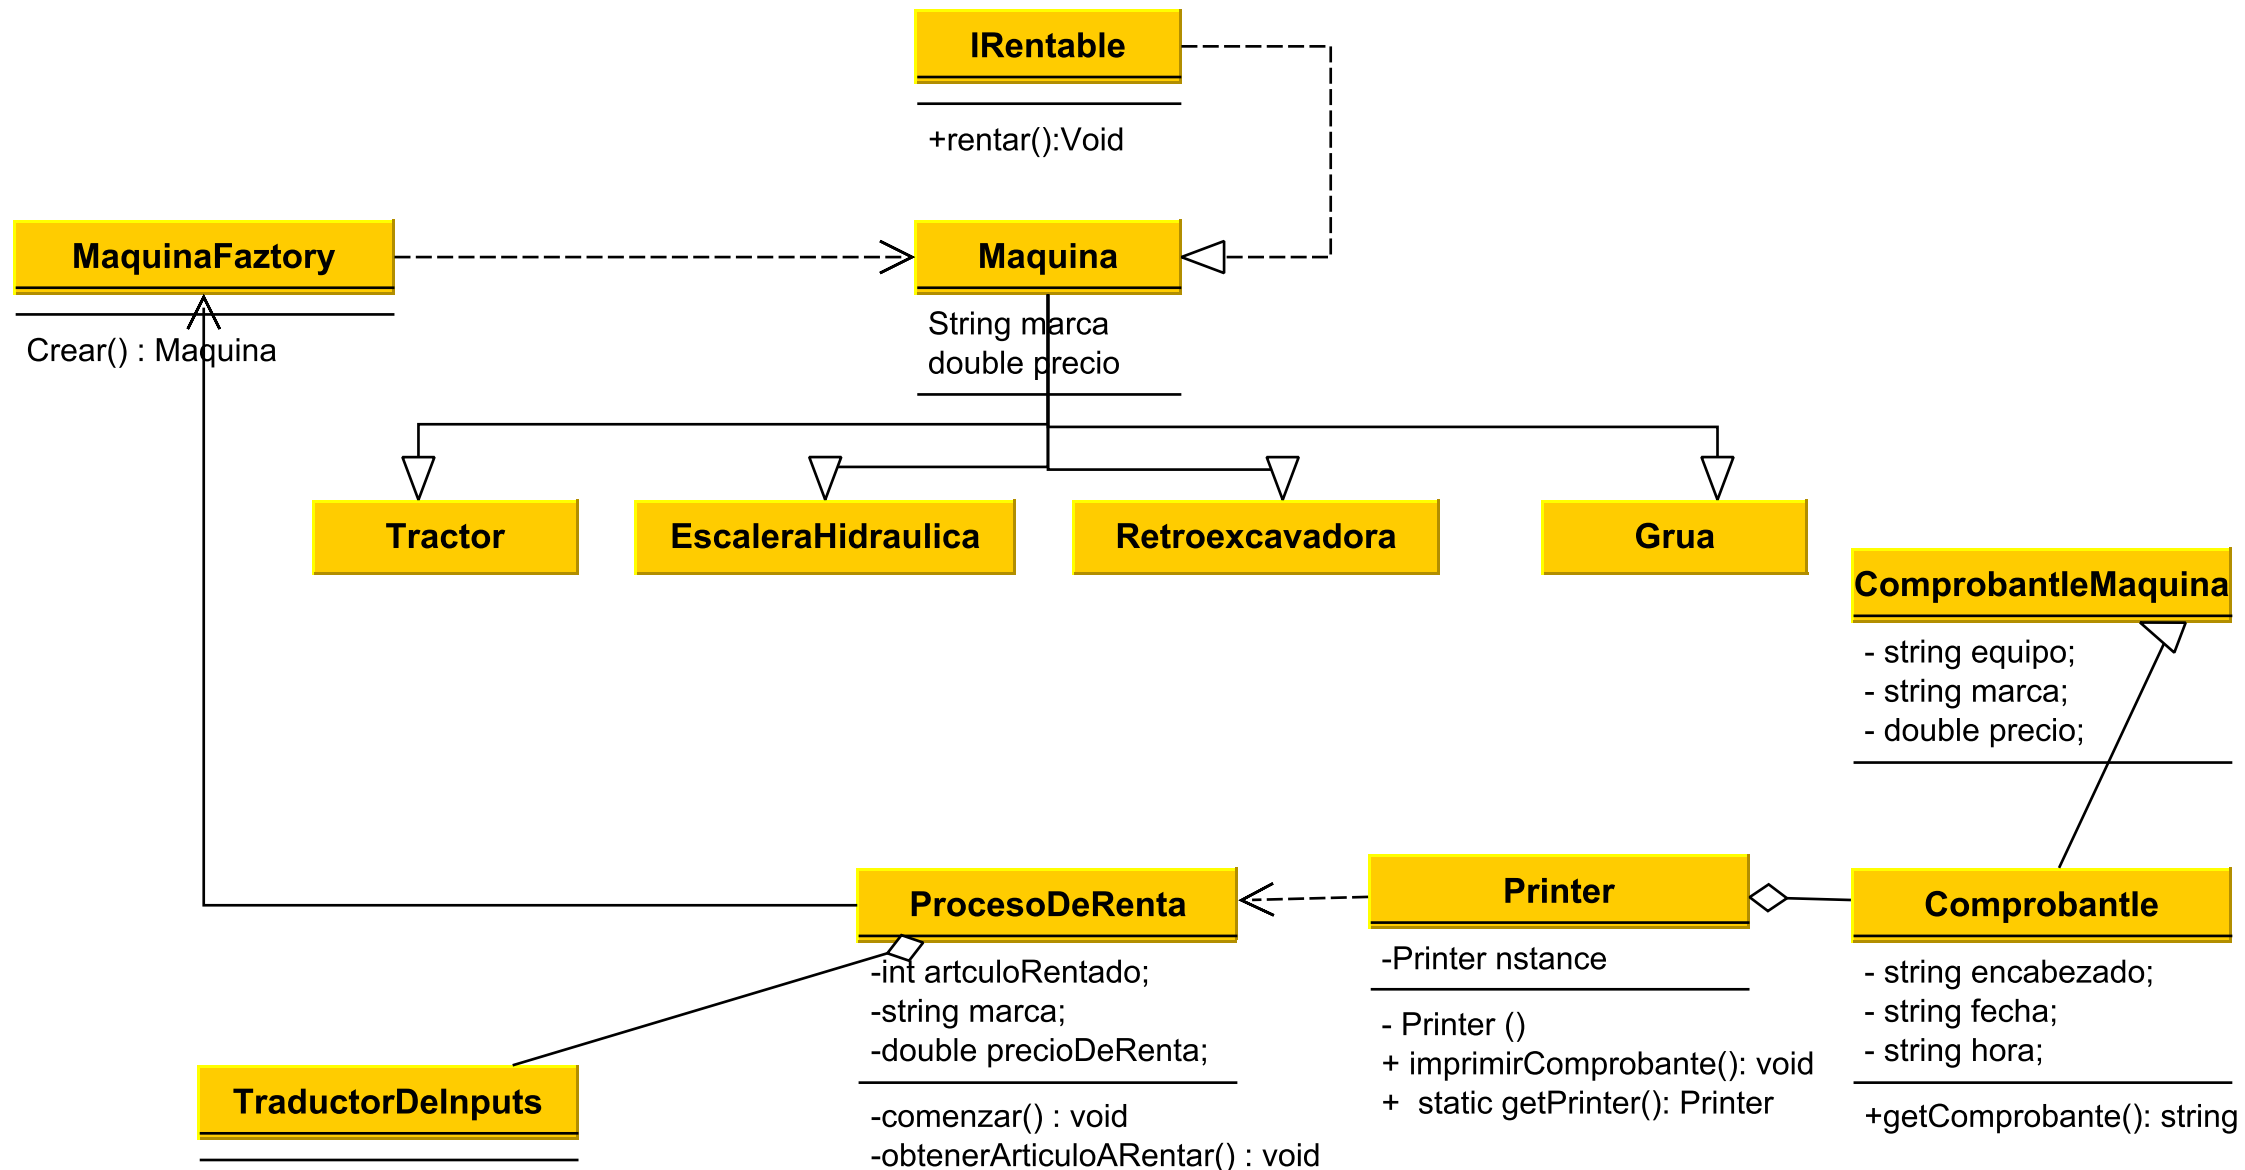 IRentable
+rentar():Void
MaquinaFaztory
Crear() : Maquina
Maquina
String marca
double precio
Tractor
EscaleraHidraulica
Retroexcavadora
Grua
ComprobantleMaquina
- string equipo;
- string marca;
- double precio;
ProcesoDeRenta
-int artculoRentado;
-string marca;
-double precioDeRenta;
-comenzar() : void
-obtenerArticuloARentar() : void
Printer
-Printer nstance
- Printer ()
+ imprimirComprobante(): void
+  static getPrinter(): Printer
Comprobantle
- string encabezado;
- string fecha;
- string hora;
+getComprobante(): string
TraductorDeInputs